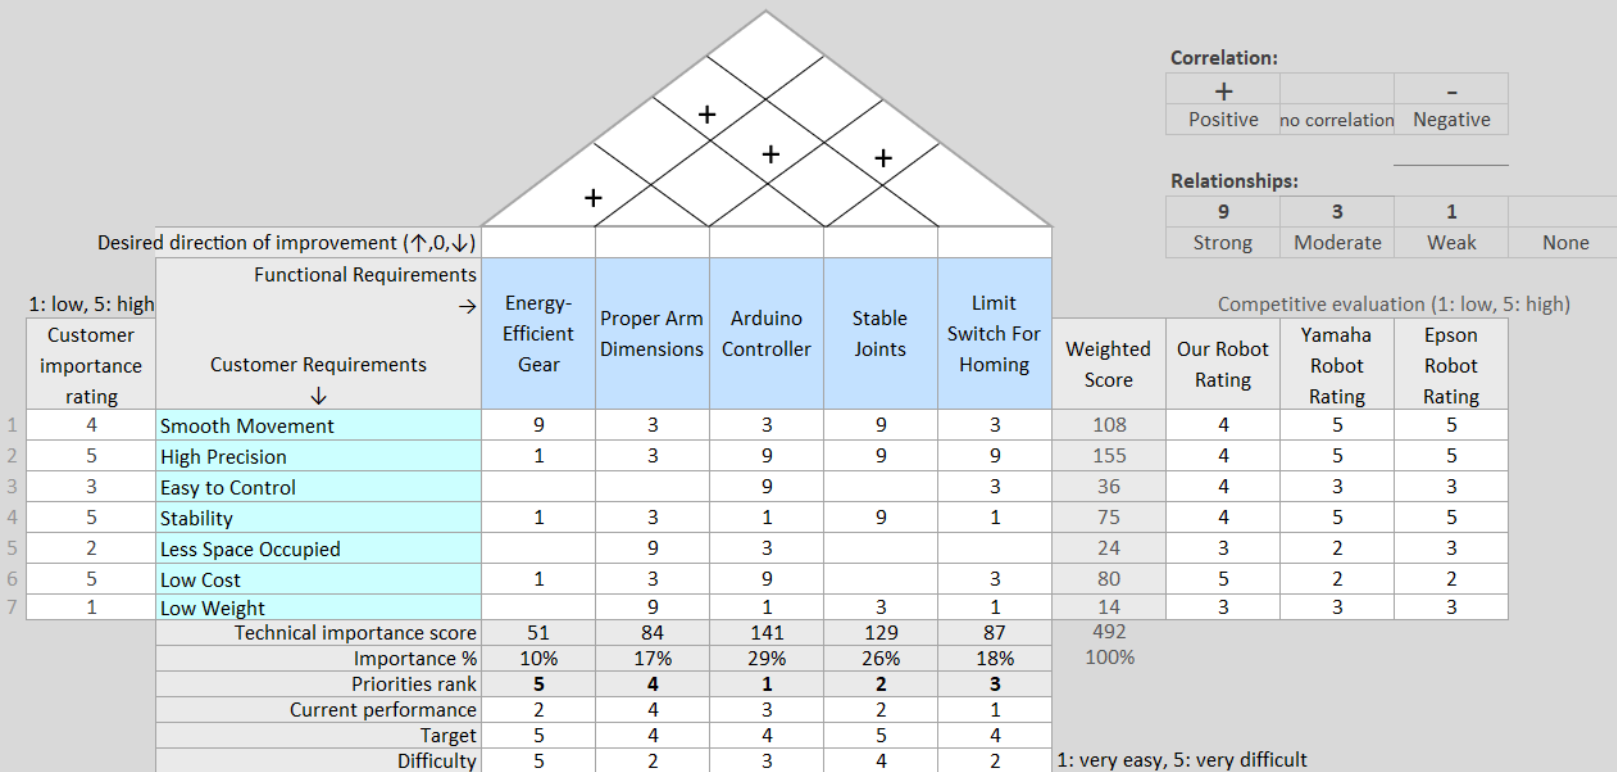 Correlation:
+ -
Positive no correlation Negative
+
+ + +
+
Relationships:
9 3 1
Strong Moderate Weak None
Desired direction of improvement (↑,0,↓)
1: low, 5: high
Functional Requirements
→
Customer Requirements
↓
Customer
importance
rating
Energy-
Efficient
Gear
Proper Arm
Dimensions
Arduino
Controller
Stable
Joints
Limit
Switch For
Homing
Competitive evaluation (1: low, 5: high)
Weighted
Score
Our Robot
Rating
Yamaha
Robot
Rating
Epson
Robot
Rating
1 4 Smooth Movement 9 3 3 9 3 108 4 5 5
2 5 High Precision 1 3 9 9 9 155 4 5 5
3 3 Easy to Control 9 3 36 4 3 3
4 5 Stability 1 3 1 9 1 75 4 5 5
5 2 Less Space Occupied 9 3 24 3 2 3
6 5 Low Cost 1 3 9 3 80 5 2 2
7 1 Low Weight 9 1 3 1 14 3 3 3
Technical importance score 51 84 141 129 87 492
Importance % 10% 17% 29% 26% 18% 100%
Priorities rank 5 4 1 2 3
Current performance 2 4 3 2 1
Target 5 4 4 5 4
Difficulty 5 2 3 4 2 1: very easy, 5: very difficult